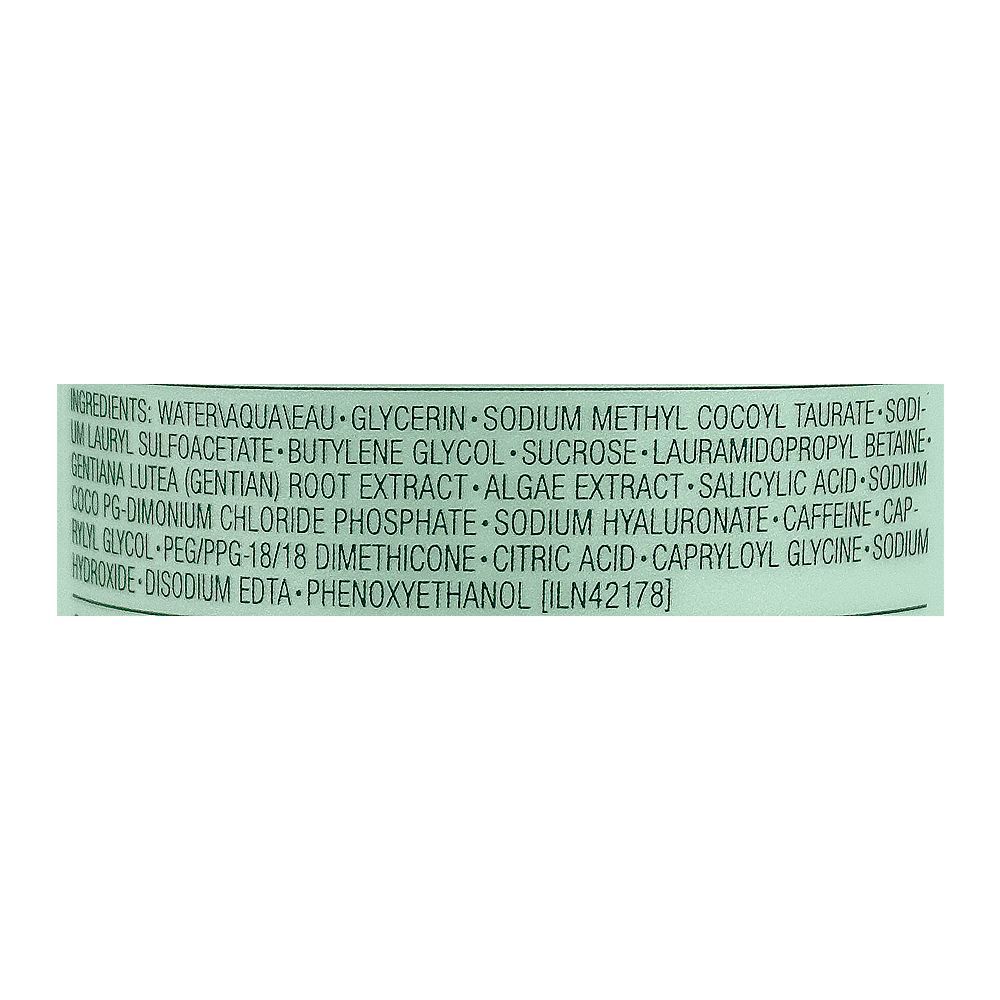 INGREDIENTS: WATER\AQUA\EAU • GLYCERIN • SODIUM METHYL COCOYL TAURATE • SODI-
UM LAURYL SULFOACETATE • BUTYLENE GLYCOL • SUCROSE • LAURAMIDOPROPYL BETAINE •
GENTIANA LUTEA (GENTIAN) ROOT EXTRACT • ALGAE EXTRACT • SALICYLIC ACID • SODIUM
COCO PG-DIMONIUM CHLORIDE PHOSPHATE • SODIUM HYALURONATE • CAFFEINE • CAP-
RYLYL GLYCOL • PEG/PPG-18/18 DIMETHICONE • CITRIC ACID • CAPRYLOYL GLYCINE • SODIUM
HYDROXIDE • DISODIUM EDTA • PHENOXYETHANOL [ILN42178]